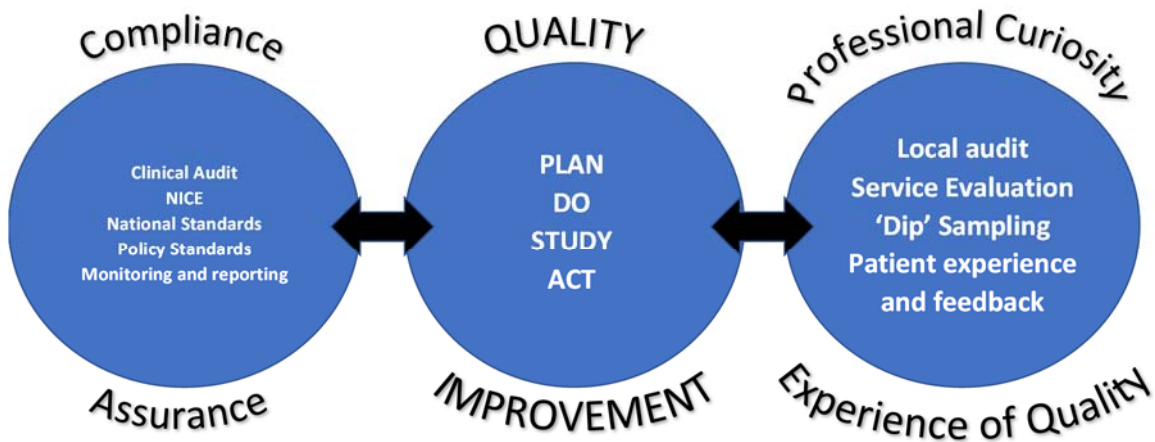 Compliance
Clinical Audit
NICE
National Standards
Policy Standards
Monitoring and reporting
Assurance
QUALITY
PLAN
DO
STUDY
ACT
IMPROVEMENT
Professional Curiosity
Local audit
Service Evaluation
‘Dip’ Sampling
Patient experience
and feedback
Experience of Quality